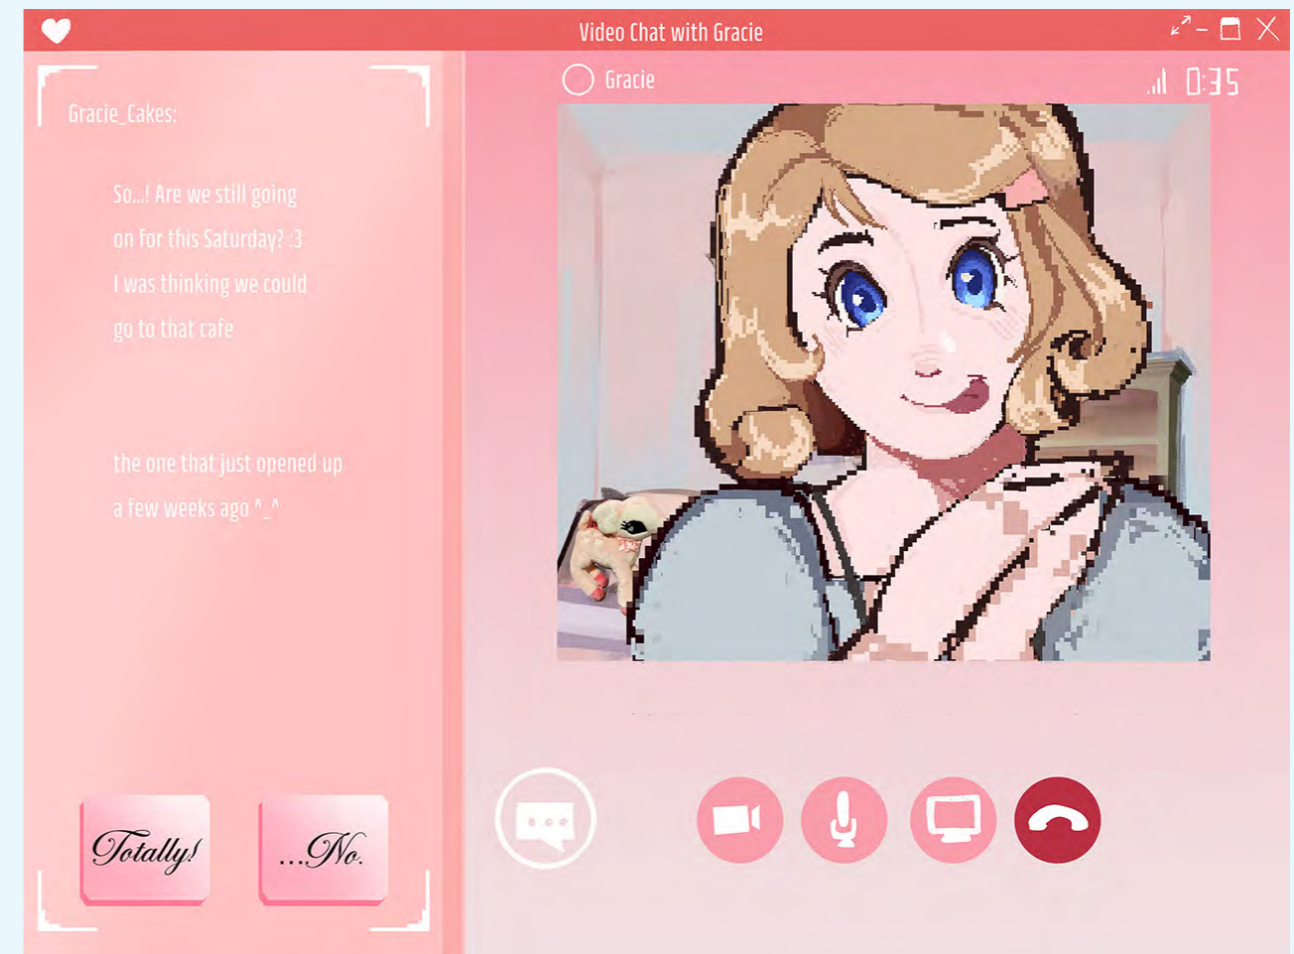 Video Chat with Gracie
Gracie
0:35
Gracie_Cakes:
So...! Are we still going
on for this Saturday? :3
I was thinking we could
go to that cafe
the one that just opened up
a few weeks ago ^_^
Totally!
...No.